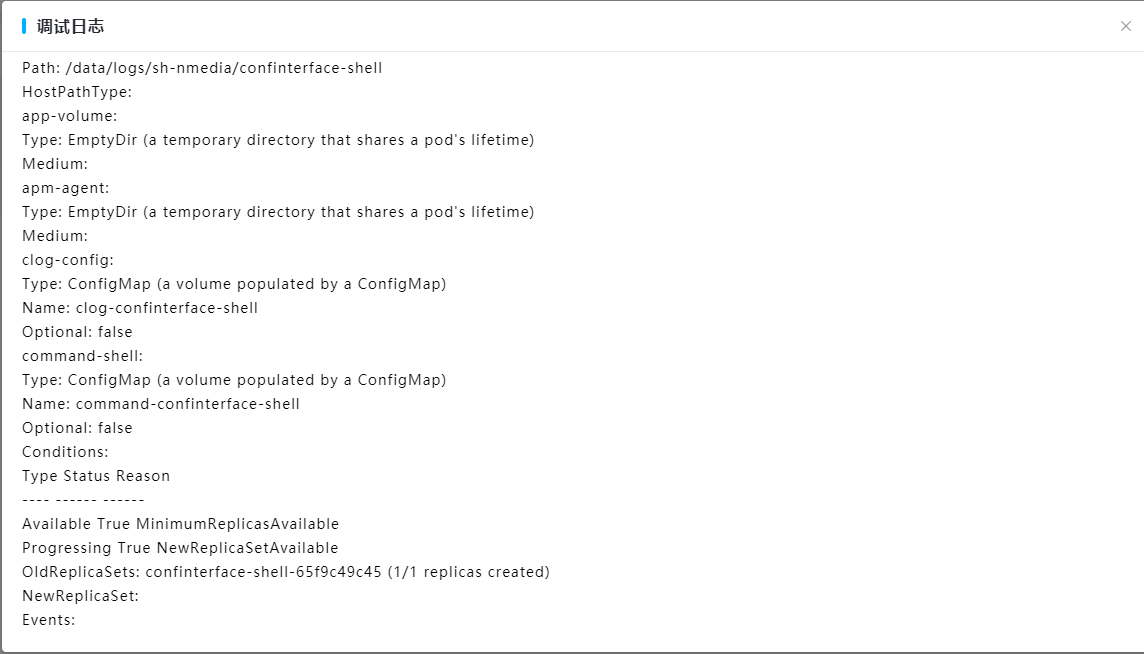 调试日志
Path: /data/logs/sh-nmedia/confinterface-shell
HostPathType:
app-volume:
Type: EmptyDir (a temporary directory that shares a pod's lifetime)
Medium:
apm-agent:
Type: EmptyDir (a temporary directory that shares a pod's lifetime)
Medium:
clog-config:
Type: ConfigMap (a volume populated by a ConfigMap)
Name: clog-confinterface-shell
Optional: false
command-shell:
Type: ConfigMap (a volume populated by a ConfigMap)
Name: command-confinterface-shell
Optional: false
Conditions:
Type Status Reason
---- ------ ------
Available True MinimumReplicasAvailable
Progressing True NewReplicaSetAvailable
OldReplicaSets: confinterface-shell-65f9c49c45 (1/1 replicas created)
NewReplicaSet:
Events: